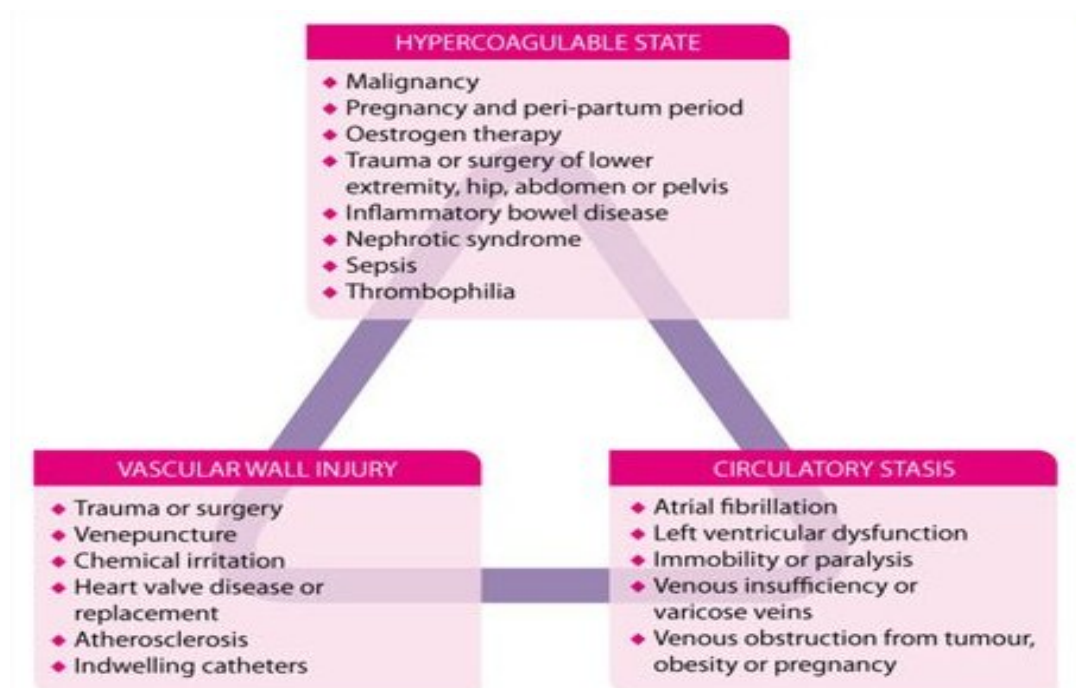 HYPERCOAGULABLE STATE
◆ Malignancy
◆ Pregnancy and peri-partum period
◆ Oestrogen therapy
◆ Trauma or surgery of lower
extremity, hip, abdomen or pelvis
◆ Inflammatory bowel disease
◆ Nephrotic syndrome
◆ Sepsis
◆ Thrombophilia
VASCULAR WALL INJURY
◆ Trauma or surgery
◆ Venepuncture
◆ Chemical irritation
◆ Heart valve disease or
replacement
◆ Atherosclerosis
◆ Indwelling catheters
CIRCULATORY STASIS
◆ Atrial fibrillation
◆ Left ventricular dysfunction
◆ Immobility or paralysis
◆ Venous insufficiency or
varicose veins
◆ Venous obstruction from tumour,
obesity or pregnancy